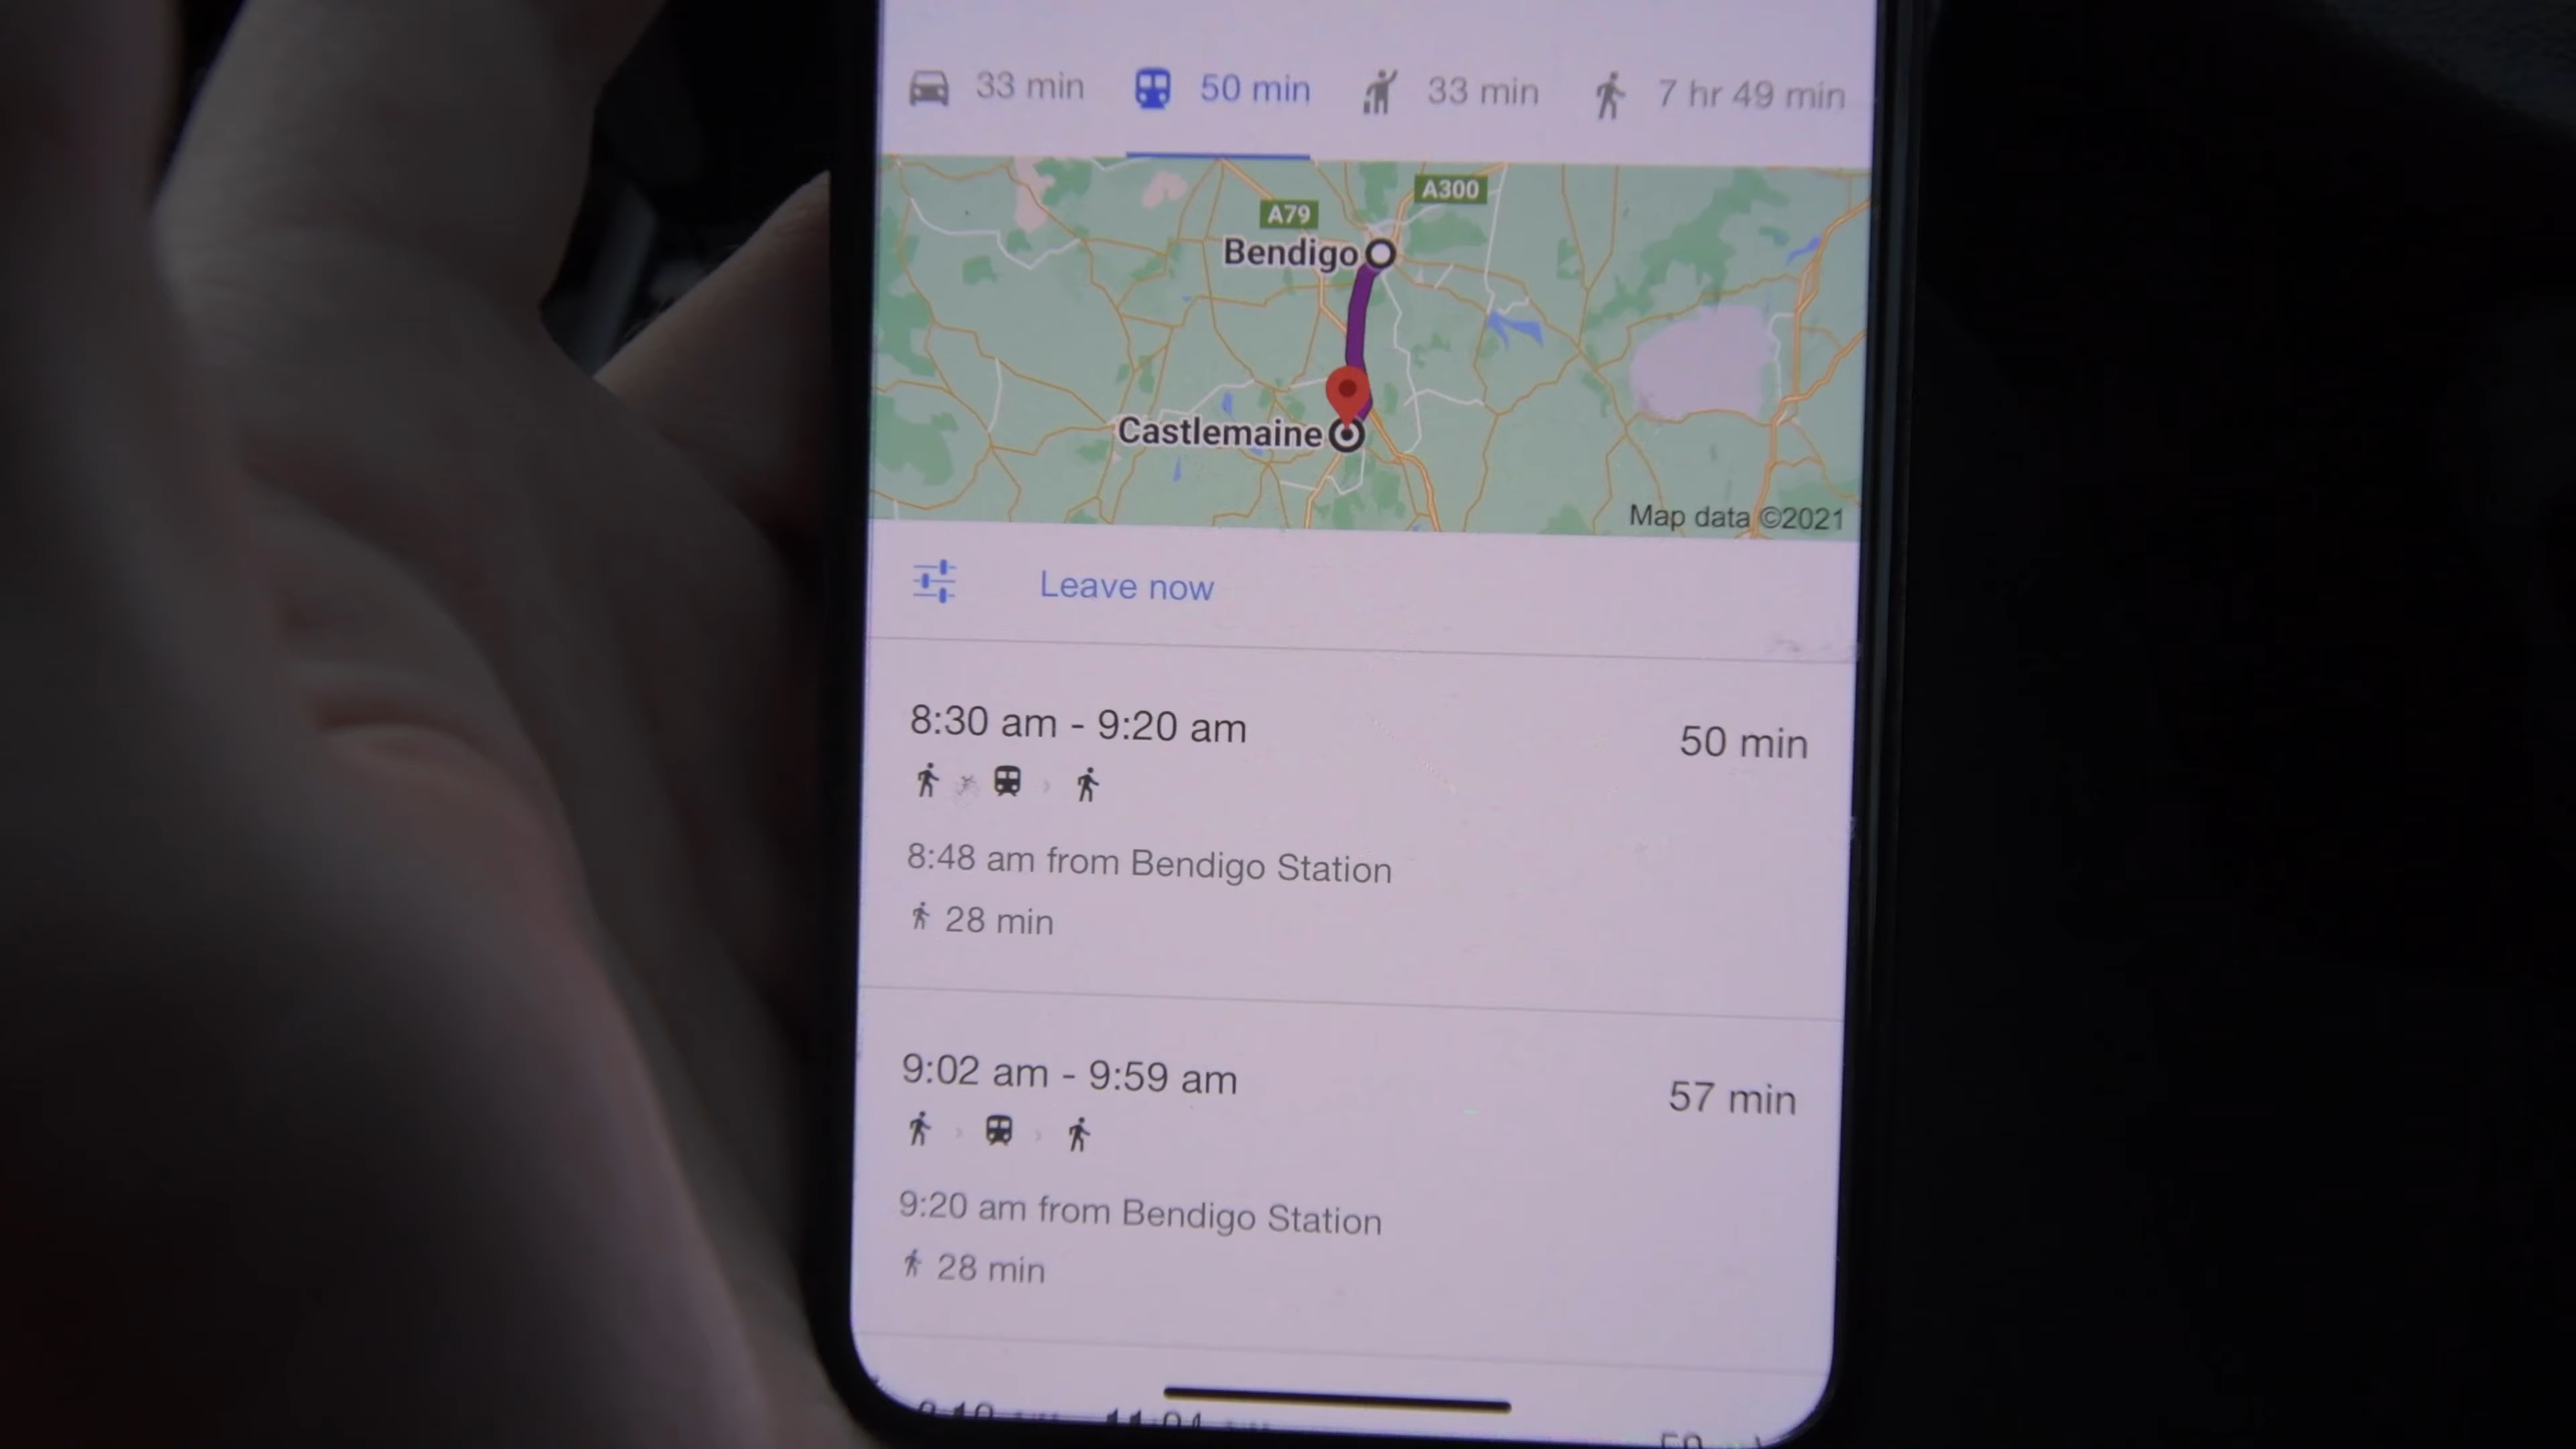 33 min 50 min 33 min 7 hr 49 min
A300
A79
Bendigo
Castlemaine
Map data ©2021
Leave now
8:30 am - 9:20 am 50 min
8:48 am from Bendigo Station
28 min
9:02 am - 9:59 am 57 min
9:20 am from Bendigo Station
28 min